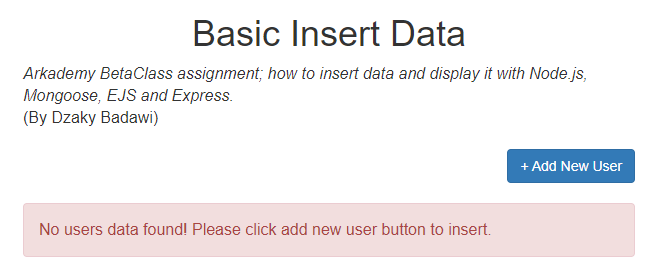 Basic Insert Data
Arkademy BetaClass assignment; how to insert data and display it with Node.js,
Mongoose, EJS and Express.
(By Dzaky Badawi)
+ Add New User
No users data found! Please click add new user button to insert.